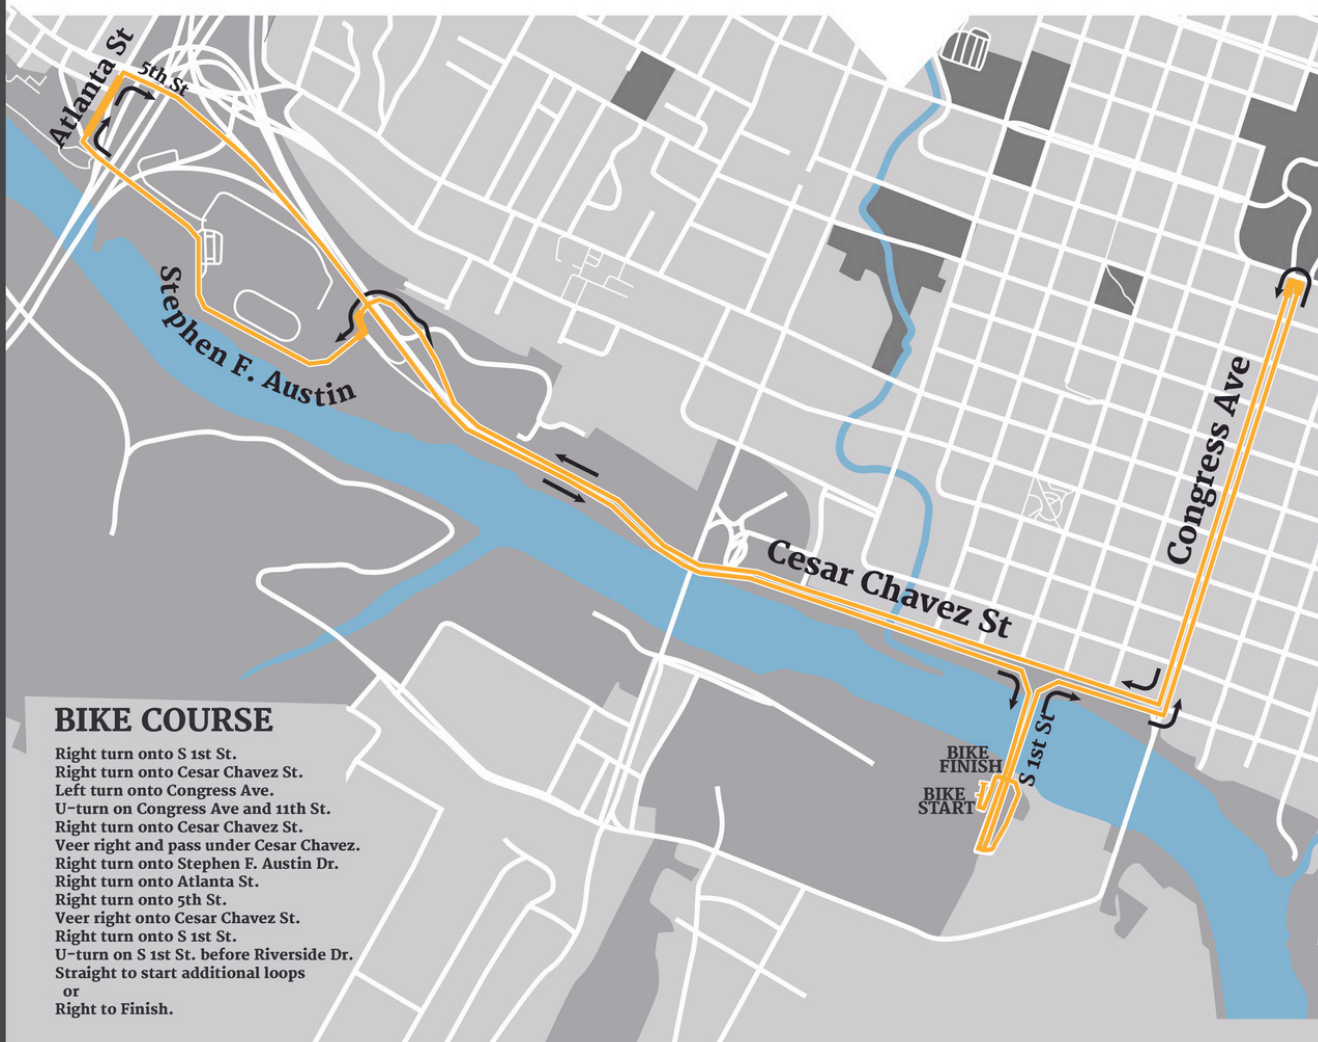 Atlanta St
5th St
Stephen F. Austin
Congress Ave
Cesar Chavez St
S 1st St
BIKE
FINISH
BIKE
START
BIKE COURSE
Right turn onto S 1st St.
Right turn onto Cesar Chavez St.
Left turn onto Congress Ave.
U-turn on Congress Ave and 11th St.
Right turn onto Cesar Chavez St.
Veer right and pass under Cesar Chavez.
Right turn onto Stephen F. Austin Dr.
Right turn onto Atlanta St.
Right turn onto 5th St.
Veer right onto Cesar Chavez St.
Right turn onto S 1st St.
U-turn on S 1st St. before Riverside Dr.
Straight to start additional loops
or
Right to Finish.